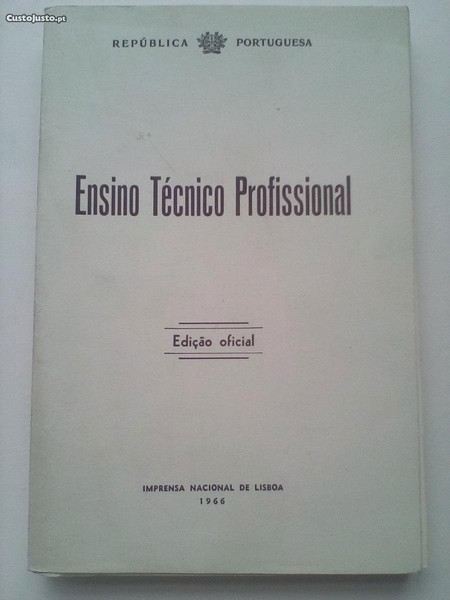 CustoJusto.pt
REPÚBLICA PORTUGUESA
Ensino Técnico Profissional
Edição oficial
IMPRENSA NACIONAL DE LISBOA
1966